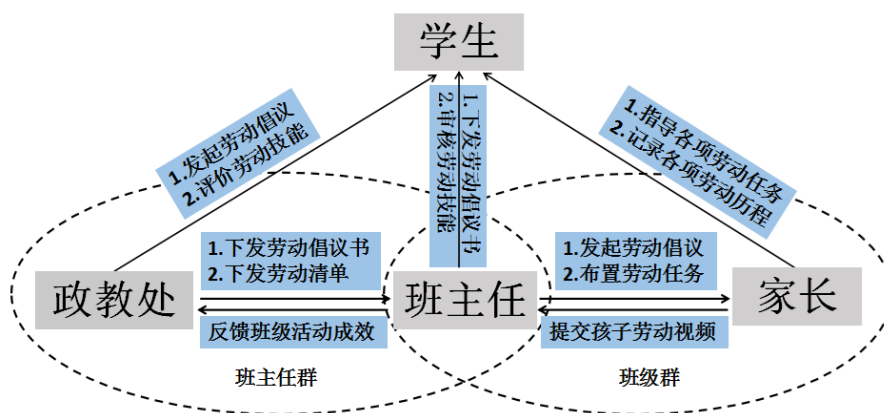 学生
1.发起劳动倡议
2.评价劳动技能
1.下发劳动倡议书
2.审核劳动技能
1.指导各项劳动任务
2.记录各项劳动历程
1.下发劳动倡议书
2.下发劳动清单
1.发起劳动倡议
2.布置劳动任务
政教处
班主任
家长
反馈班级活动成效
提交孩子劳动视频
班主任群
班级群